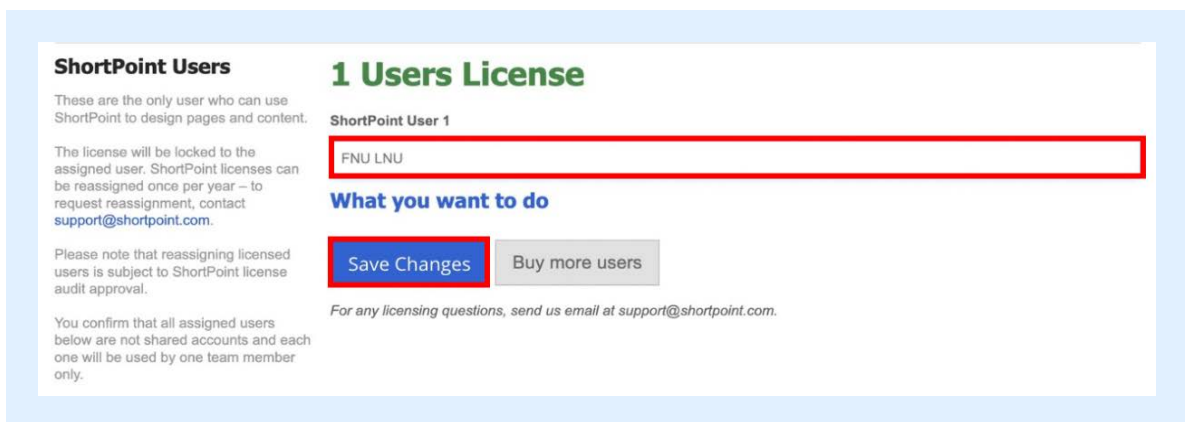 ShortPoint Users
These are the only user who can use
ShortPoint to design pages and content.
The license will be locked to the
assigned user. ShortPoint licenses can
be reassigned once per year – to
request reassignment, contact
support@shortpoint.com.
Please note that reassigning licensed
users is subject to ShortPoint license
audit approval.
You confirm that all assigned users
below are not shared accounts and each
one will be used by one team member
only.
1 Users License
ShortPoint User 1
FNU LNU
What you want to do
Save Changes Buy more users
For any licensing questions, send us email at support@shortpoint.com.